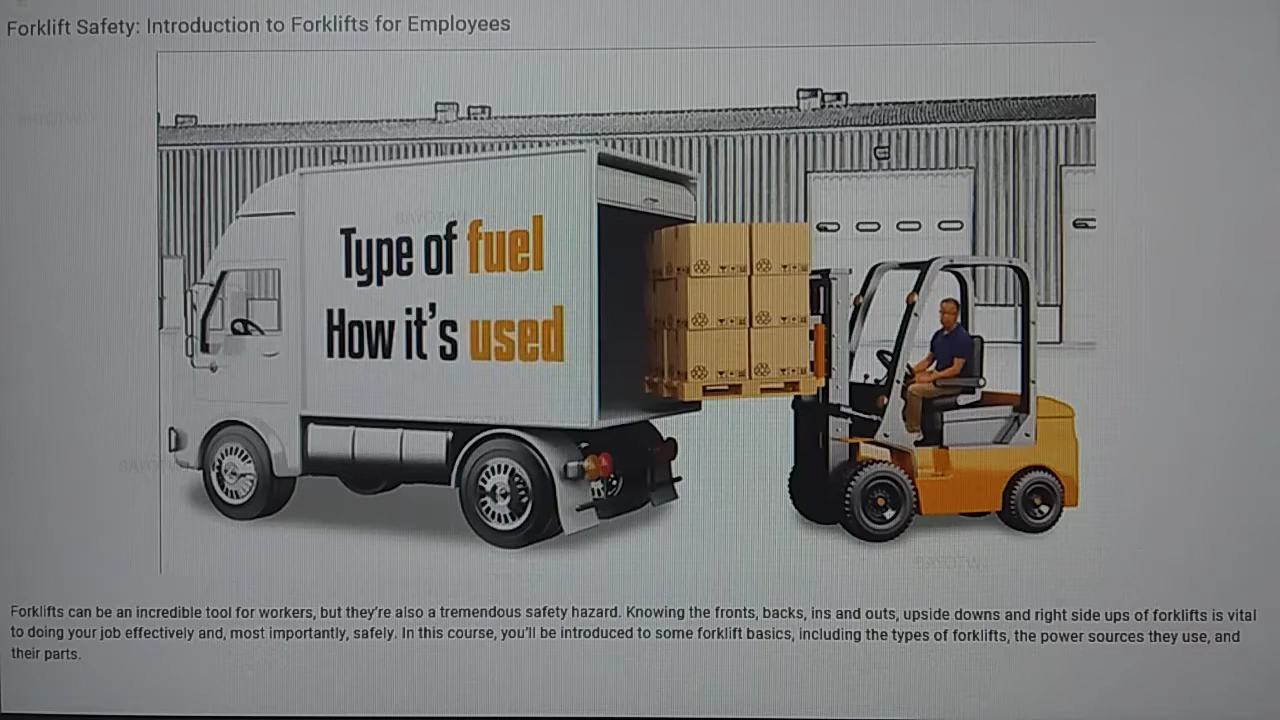 Forklift Safety: Introduction to Forklifts for Employees
Type of fuel
How it's used
Forklifts can be an incredible tool for workers, but they're also a tremendous safety hazard. Knowing the fronts, backs, ins and outs, upside downs and right side ups of forklifts is vital
to doing your job effectively and, most importantly, safely. In this course, you'll be introduced to some forklift basics, including the types of forklifts, the power sources they use, and
their parts.